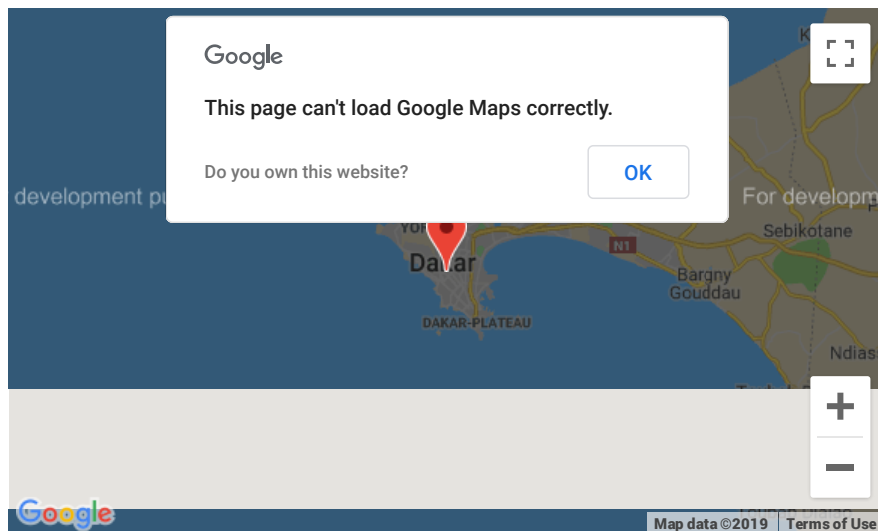 Google
This page can't load Google Maps correctly.
Do you own this website?
OK
development
For developm
Sebikotane
N1
Dakar
Bargny
Gouddau
DAKAR-PLATEAU
Ndias
Google
Map data ©2019
Terms of Use